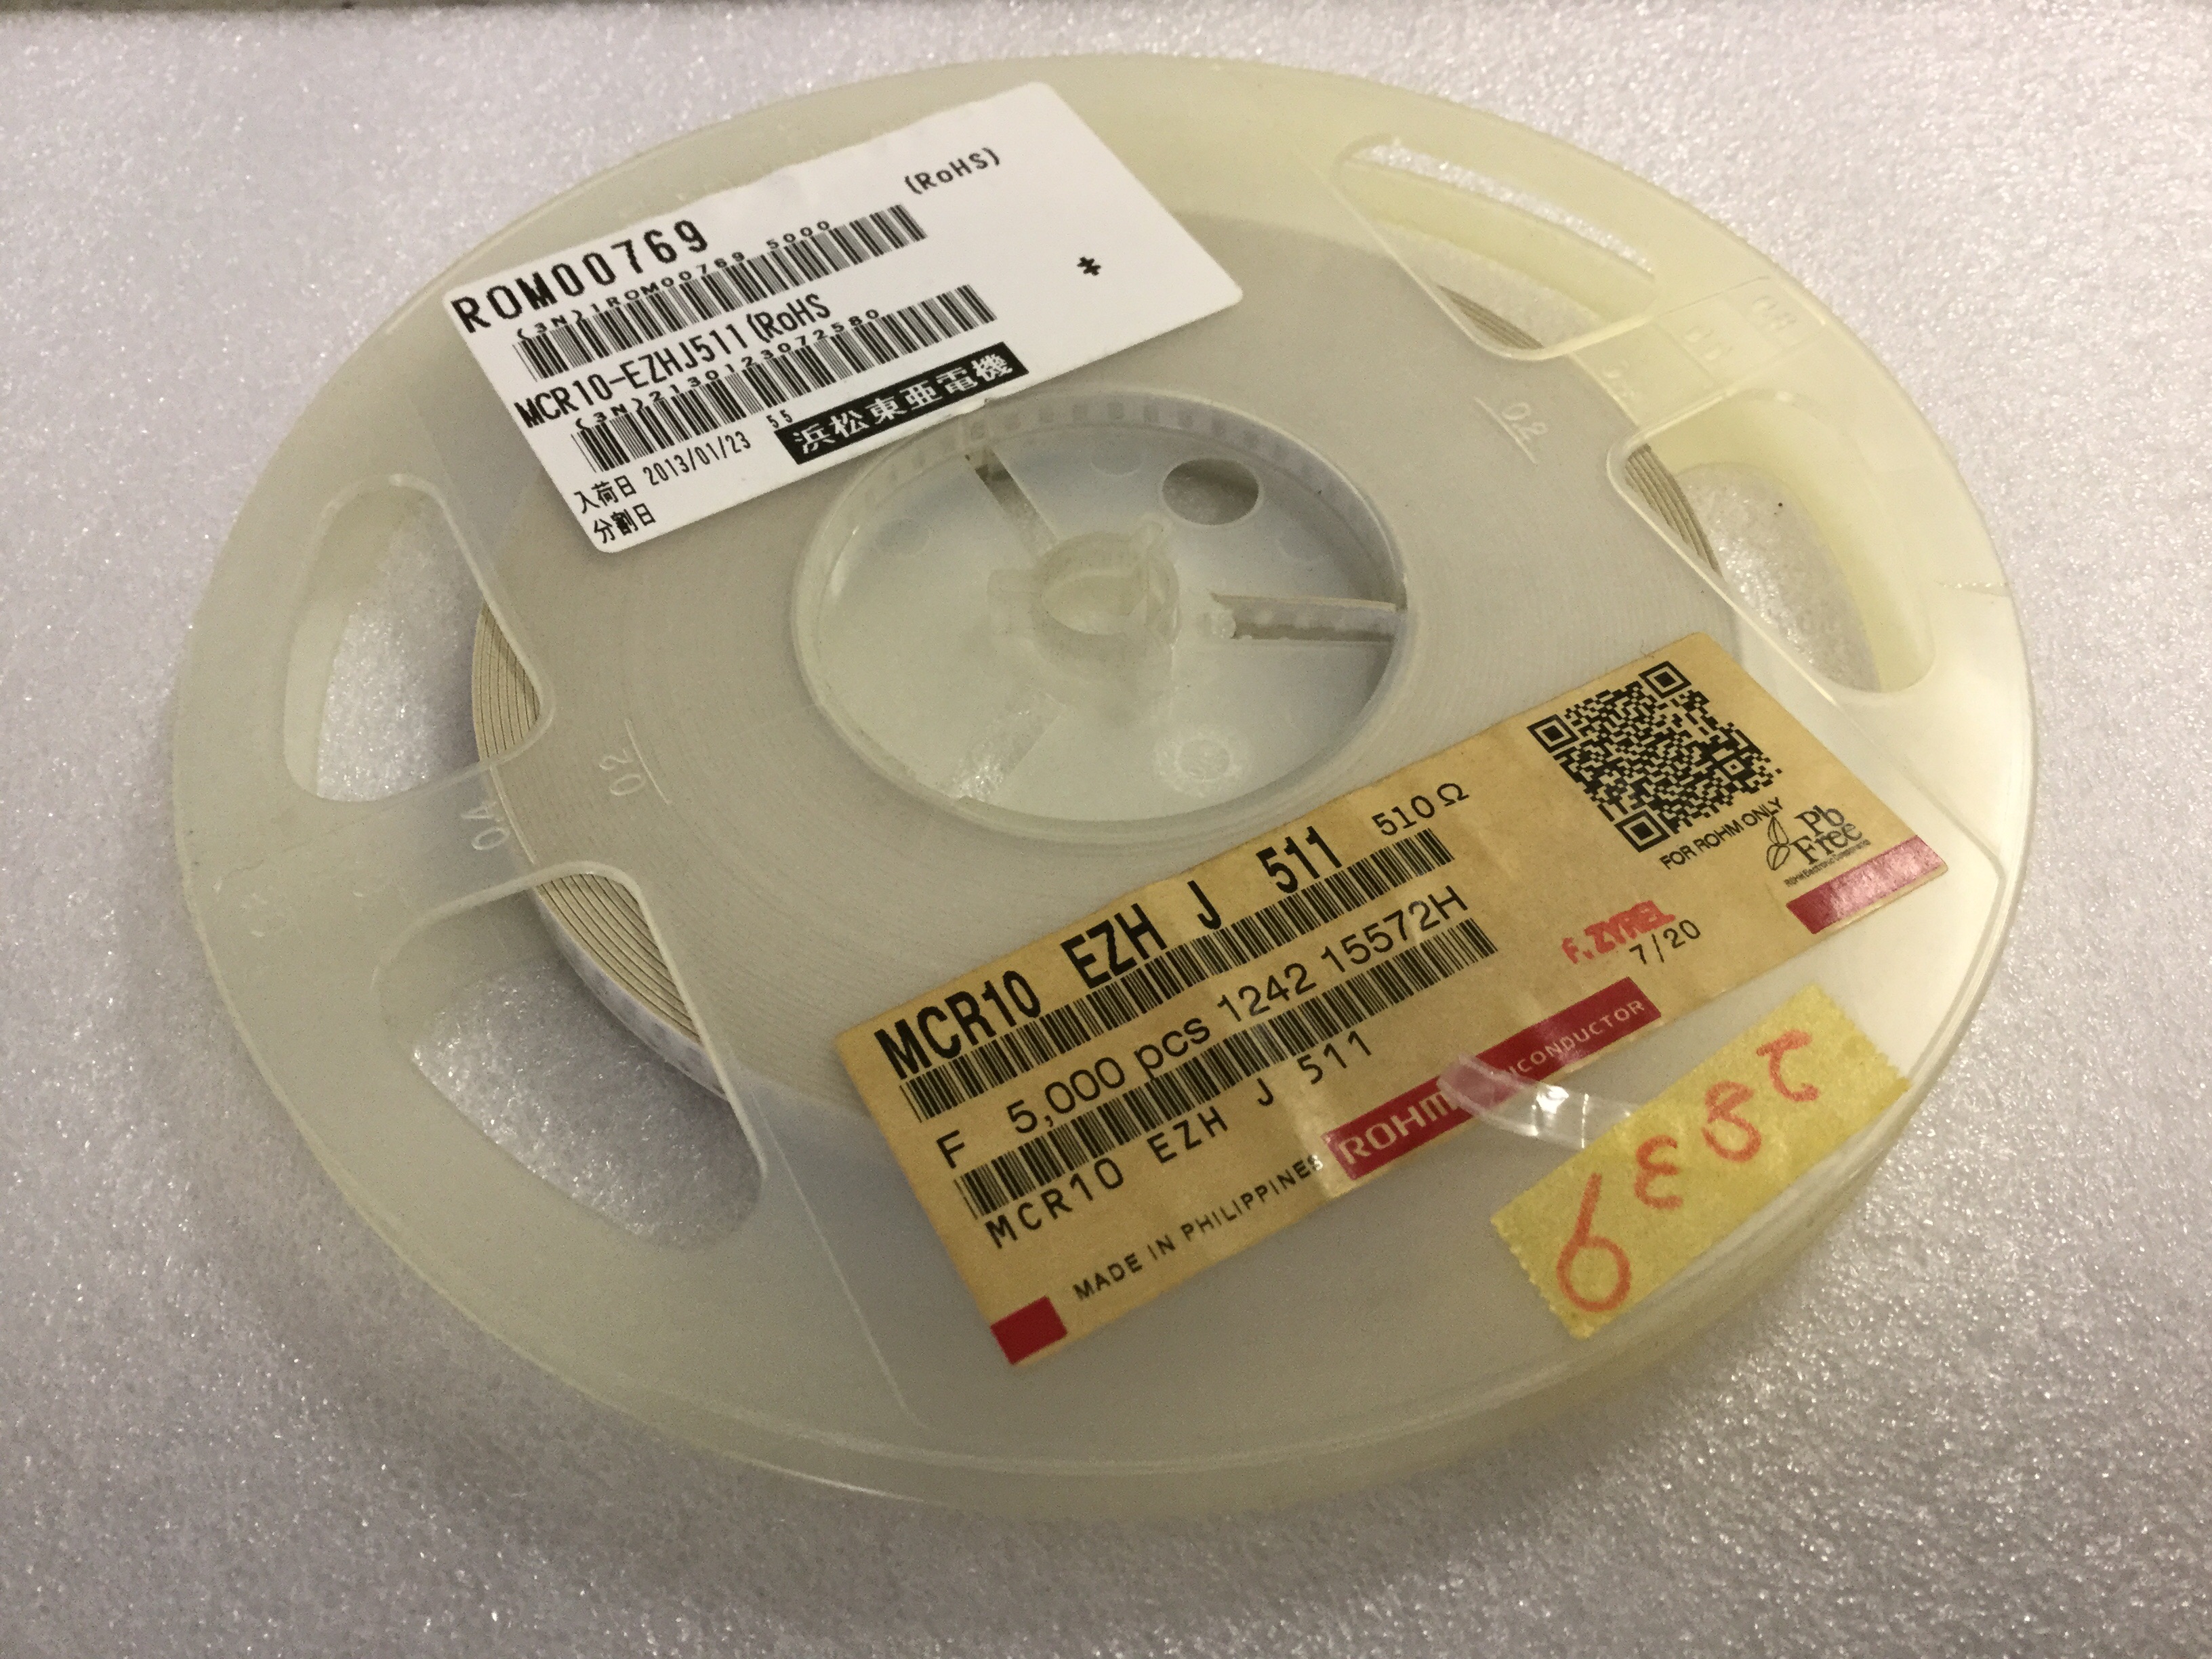 ROM00769
(RoHS)
(3N)1ROM00769 5000
MCR10-EZHJ511(RoHS
(3N)2130123072580
*
入荷日 2013/01/23
55
浜松東亜電機
分割日
02
02
04
MCR10 EZH J 511 510Ω
F 5,000 pcs 1242 15572H
MCR10 EZH J 511
MADE IN PHILIPPINES
ROHM
ICONDUCTOR
FOR ROHM ONLY
Pb
Free
F. ZYREL
7/20